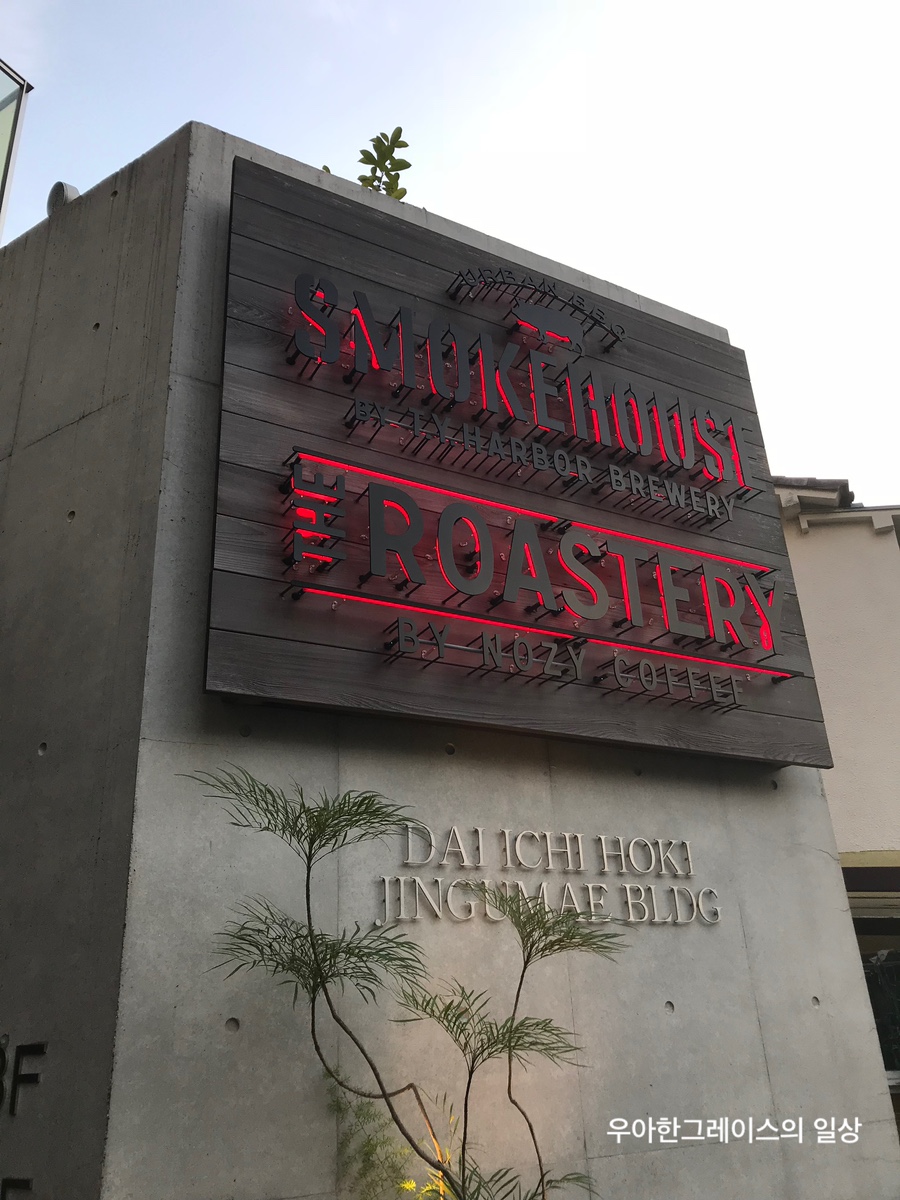 URBAN BBQ
SMOKEHOUSE
BY TY.HARBOR BREWERY
THE ROASTERY
BY NOZY COFFEE
DAI ICHI HOKI
JINGUMAE BLDG
우아한그레이스의 일상